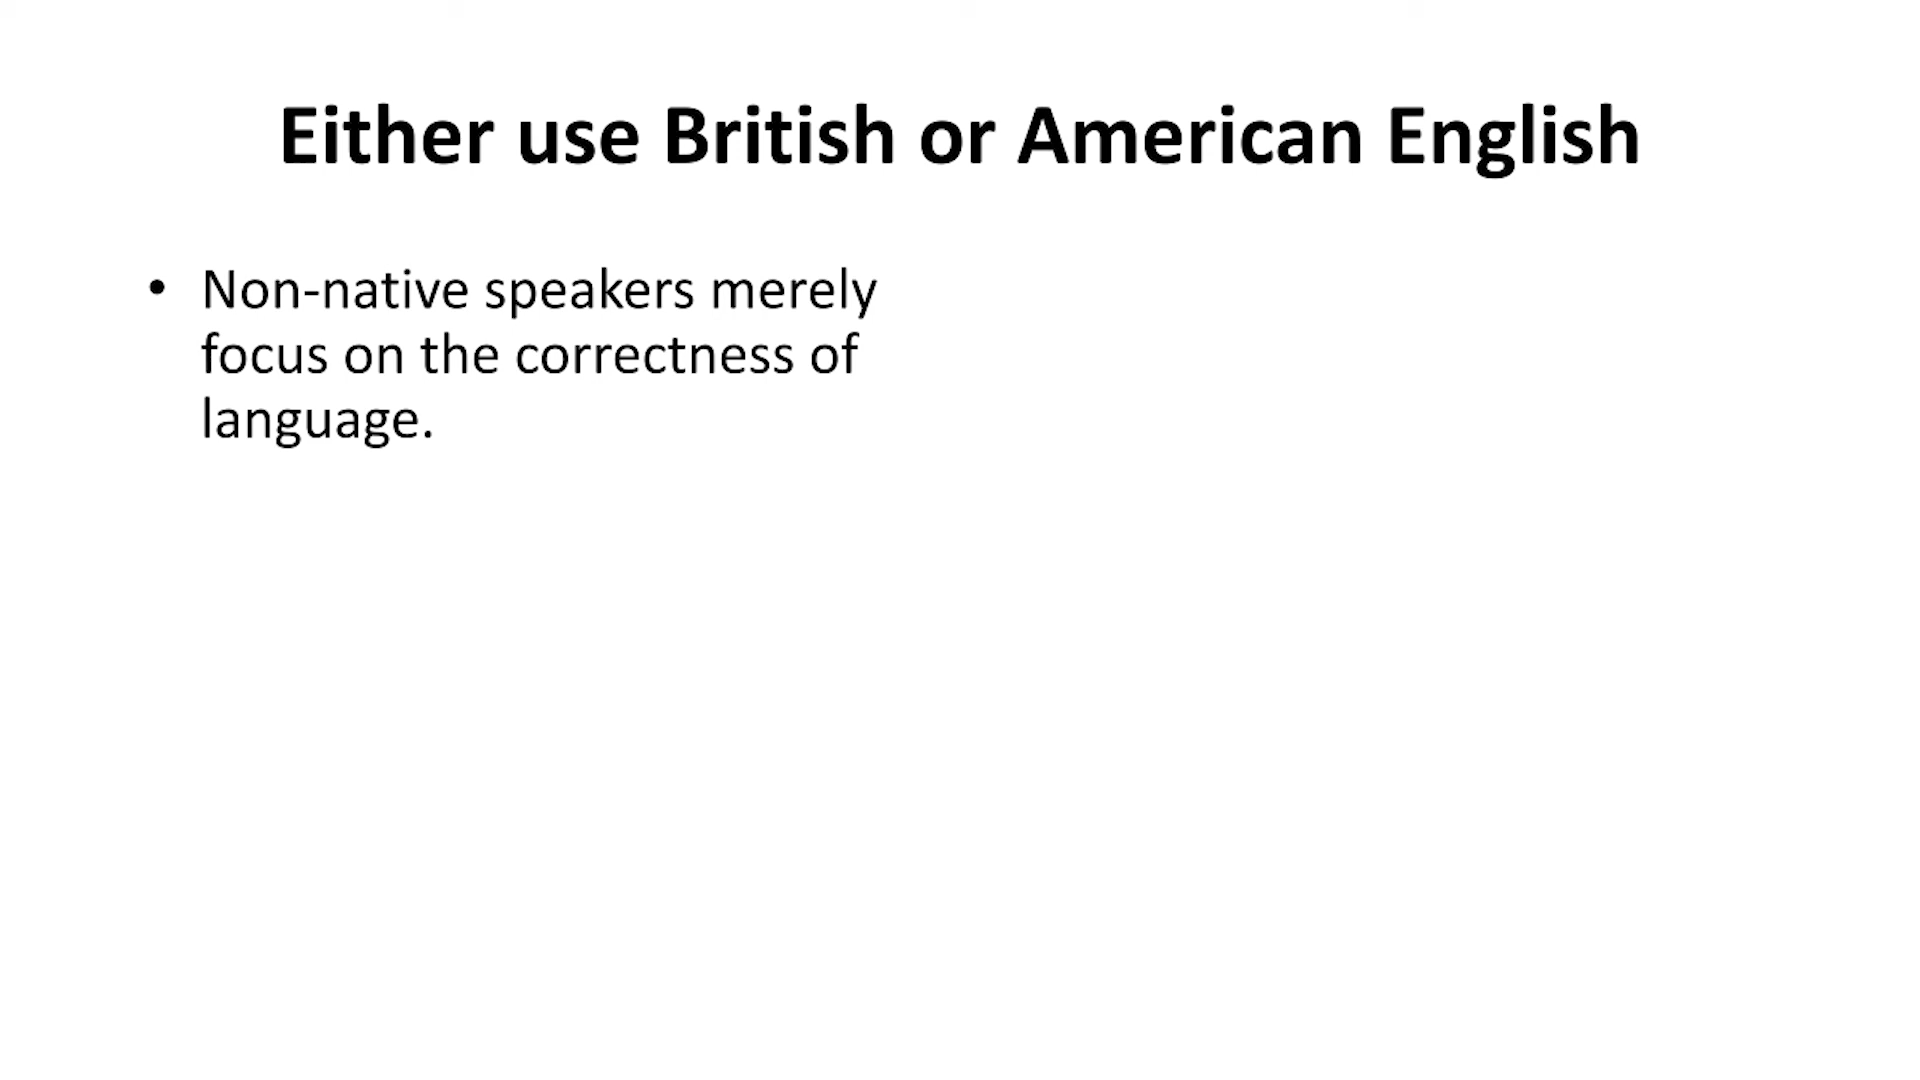 Either use British or American English
• Non-native speakers merely
focus on the correctness of
language.